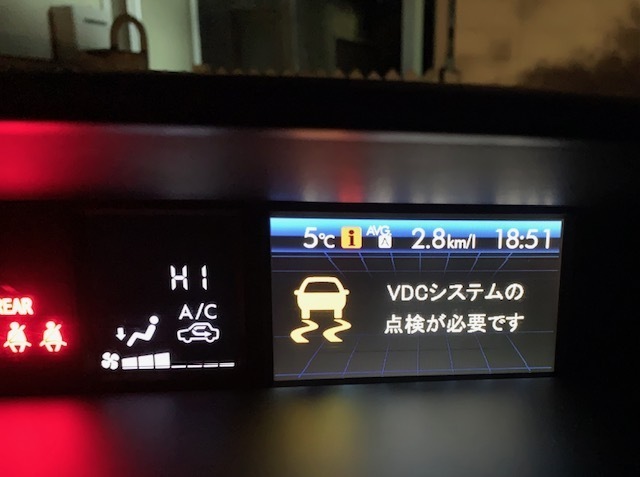 5℃ i AVG A 2.8km/l 18:51
HI
REAR
A/C
VDCシステムの
点検が必要です